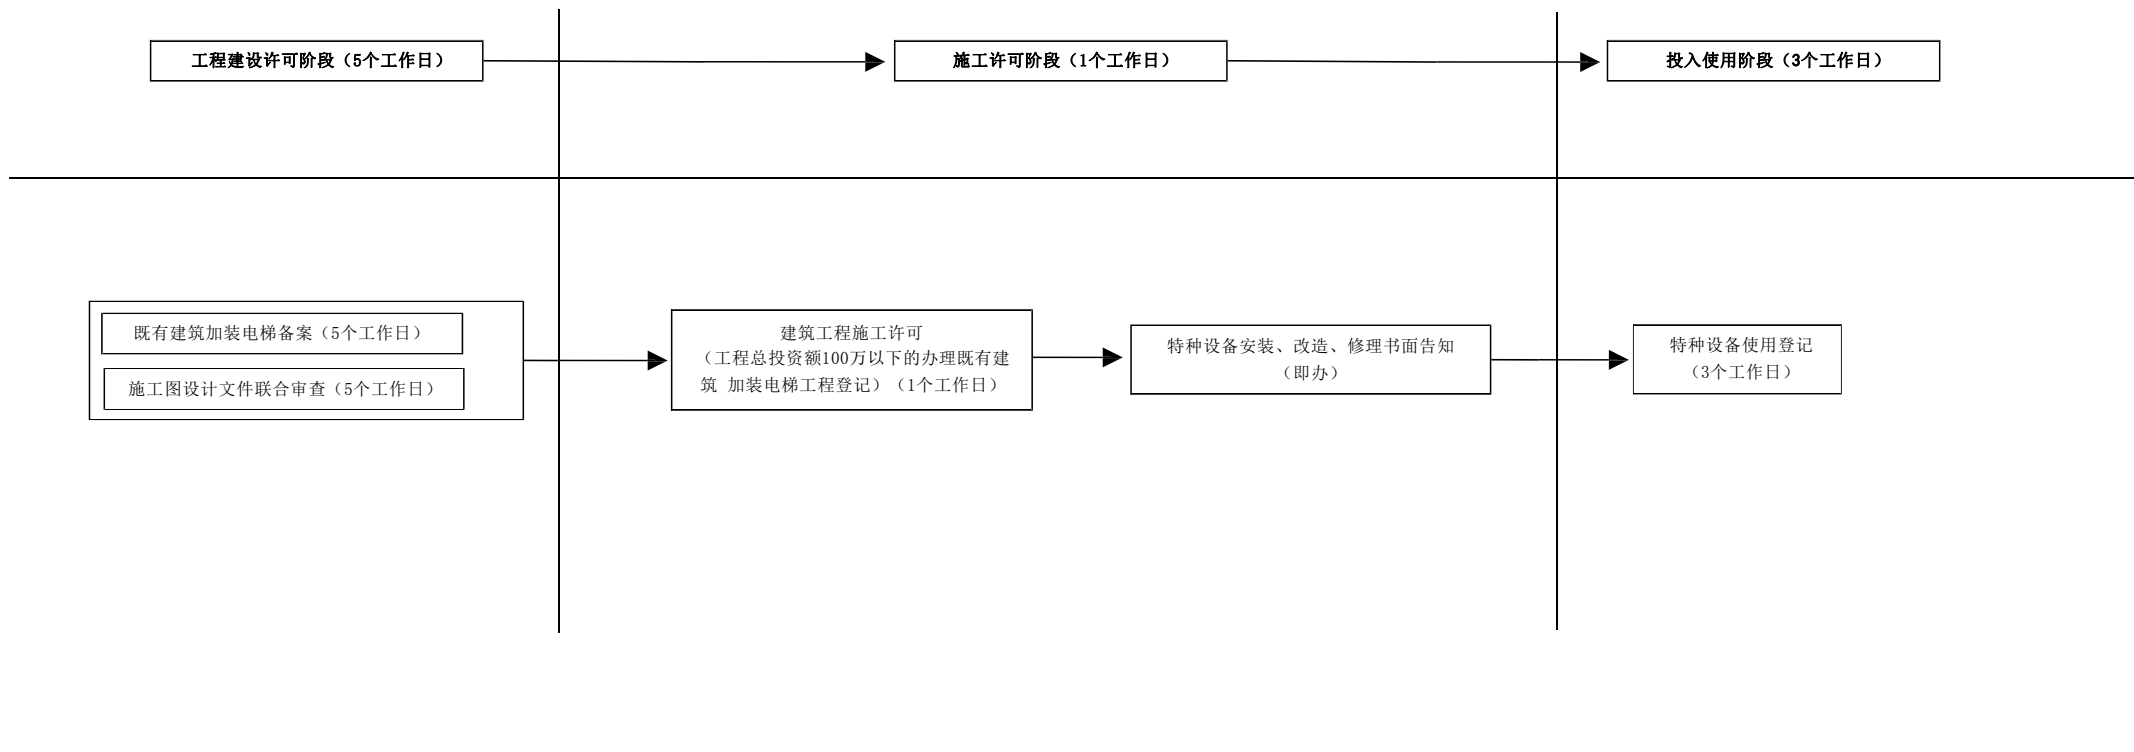 工程建设许可阶段（5个工作日）
施工许可阶段（1个工作日）
投入使用阶段（3个工作日）
既有建筑加装电梯备案（5个工作日）
施工图设计文件联合审查（5个工作日）
建筑工程施工许可
（工程总投资额100万以下的办理既有建
筑 加装电梯工程登记）（1个工作日）
特种设备安装、改造、修理书面告知
（即办）
特种设备使用登记
（3个工作日）